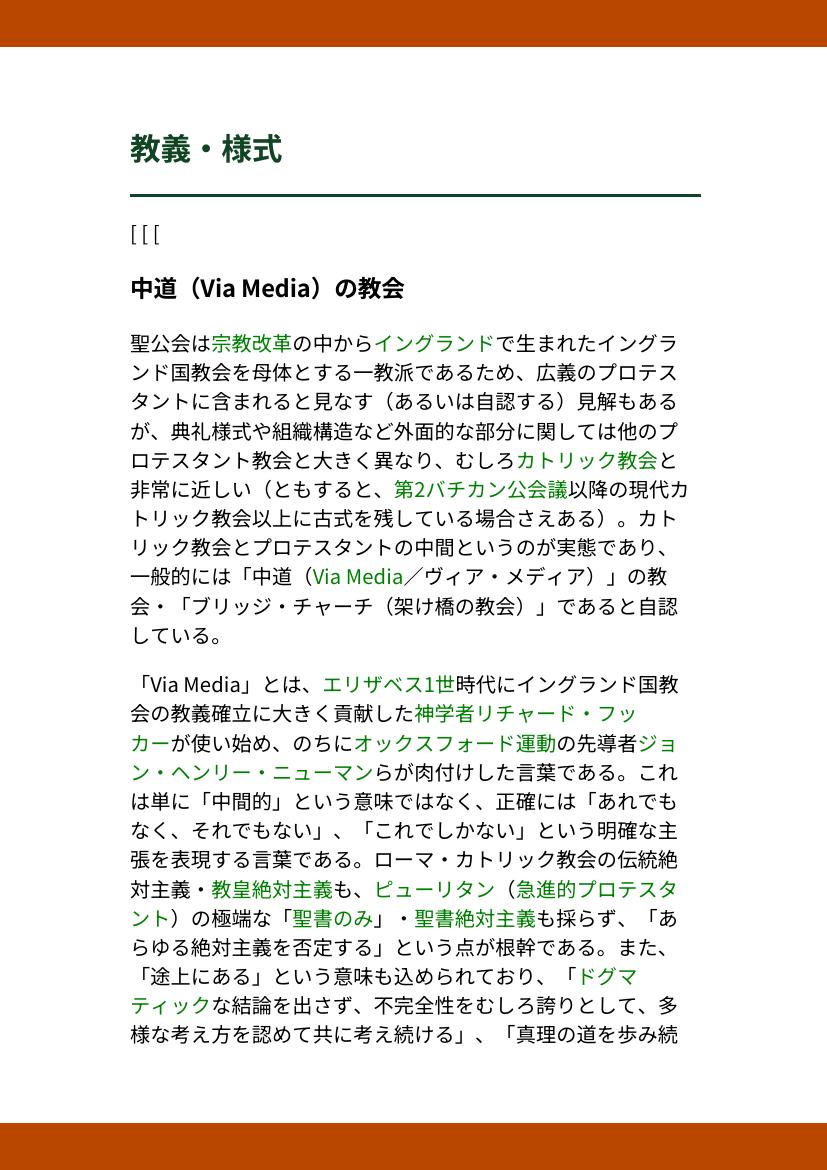 教義・様式
[ [ [
中道（Via Media）の教会
聖公会は宗教改革の中からイングランドで生まれたイングラ
ンド国教会を母体とする一教派であるため、広義のプロテス
タントに含まれると見なす（あるいは自認する）見解もある
が、典礼様式や組織構造など外面的な部分に関しては他のプ
ロテスタント教会と大きく異なり、むしろカトリック教会と
非常に近しい（ともすると、第2バチカン公会議以降の現代カ
トリック教会以上に古式を残している場合さえある）。カト
リック教会とプロテスタントの中間というのが実態であり、
一般的には「中道（Via Media／ヴィア・メディア）」の教
会・「ブリッジ・チャーチ（架け橋の教会）」であると自認
している。
「Via Media」とは、エリザベス1世時代にイングランド国教
会の教義確立に大きく貢献した神学者リチャード・フッ
カーが使い始め、のちにオックスフォード運動の先導者ジョ
ン・ヘンリー・ニューマンらが肉付けした言葉である。これ
は単に「中間的」という意味ではなく、正確には「あれでも
なく、それでもない」、「これでしかない」という明確な主
張を表現する言葉である。ローマ・カトリック教会の伝統絶
対主義・教皇絶対主義も、ピューリタン（急進的プロテスタ
ント）の極端な「聖書のみ」・聖書絶対主義も採らず、「あ
らゆる絶対主義を否定する」という点が根幹である。また、
「途上にある」という意味も込められており、「ドグマ
ティックな結論を出さず、不完全性をむしろ誇りとして、多
様な考え方を認めて共に考え続ける」、「真理の道を歩み続